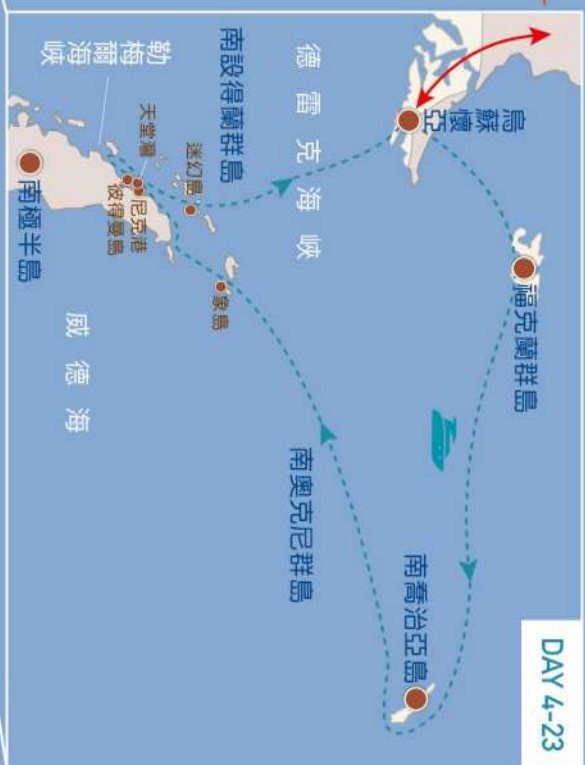 DAY 4-23
烏蘇懷亞
福克蘭群島
德雷克海峽
南設得蘭群島
勒梅爾海峽
天堂灣
迷幻島
尼克港
彼得曼島
南極半島
象島
威德海
南奧克尼群島
南喬治亞島